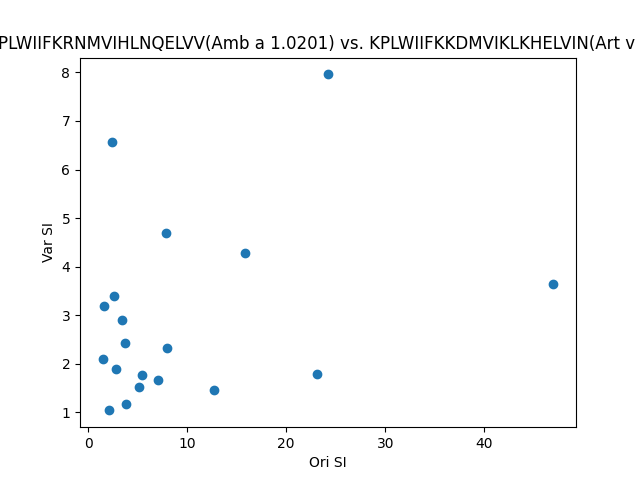 PLWIIFKRNMVIHLNQELVV(Amb a 1.0201) vs. KPLWIIFKKDMVIKLKHELVIN(Art v
8
7
6
5
4
3
2
1
Var SI
0 10 20 30 40
Ori SI